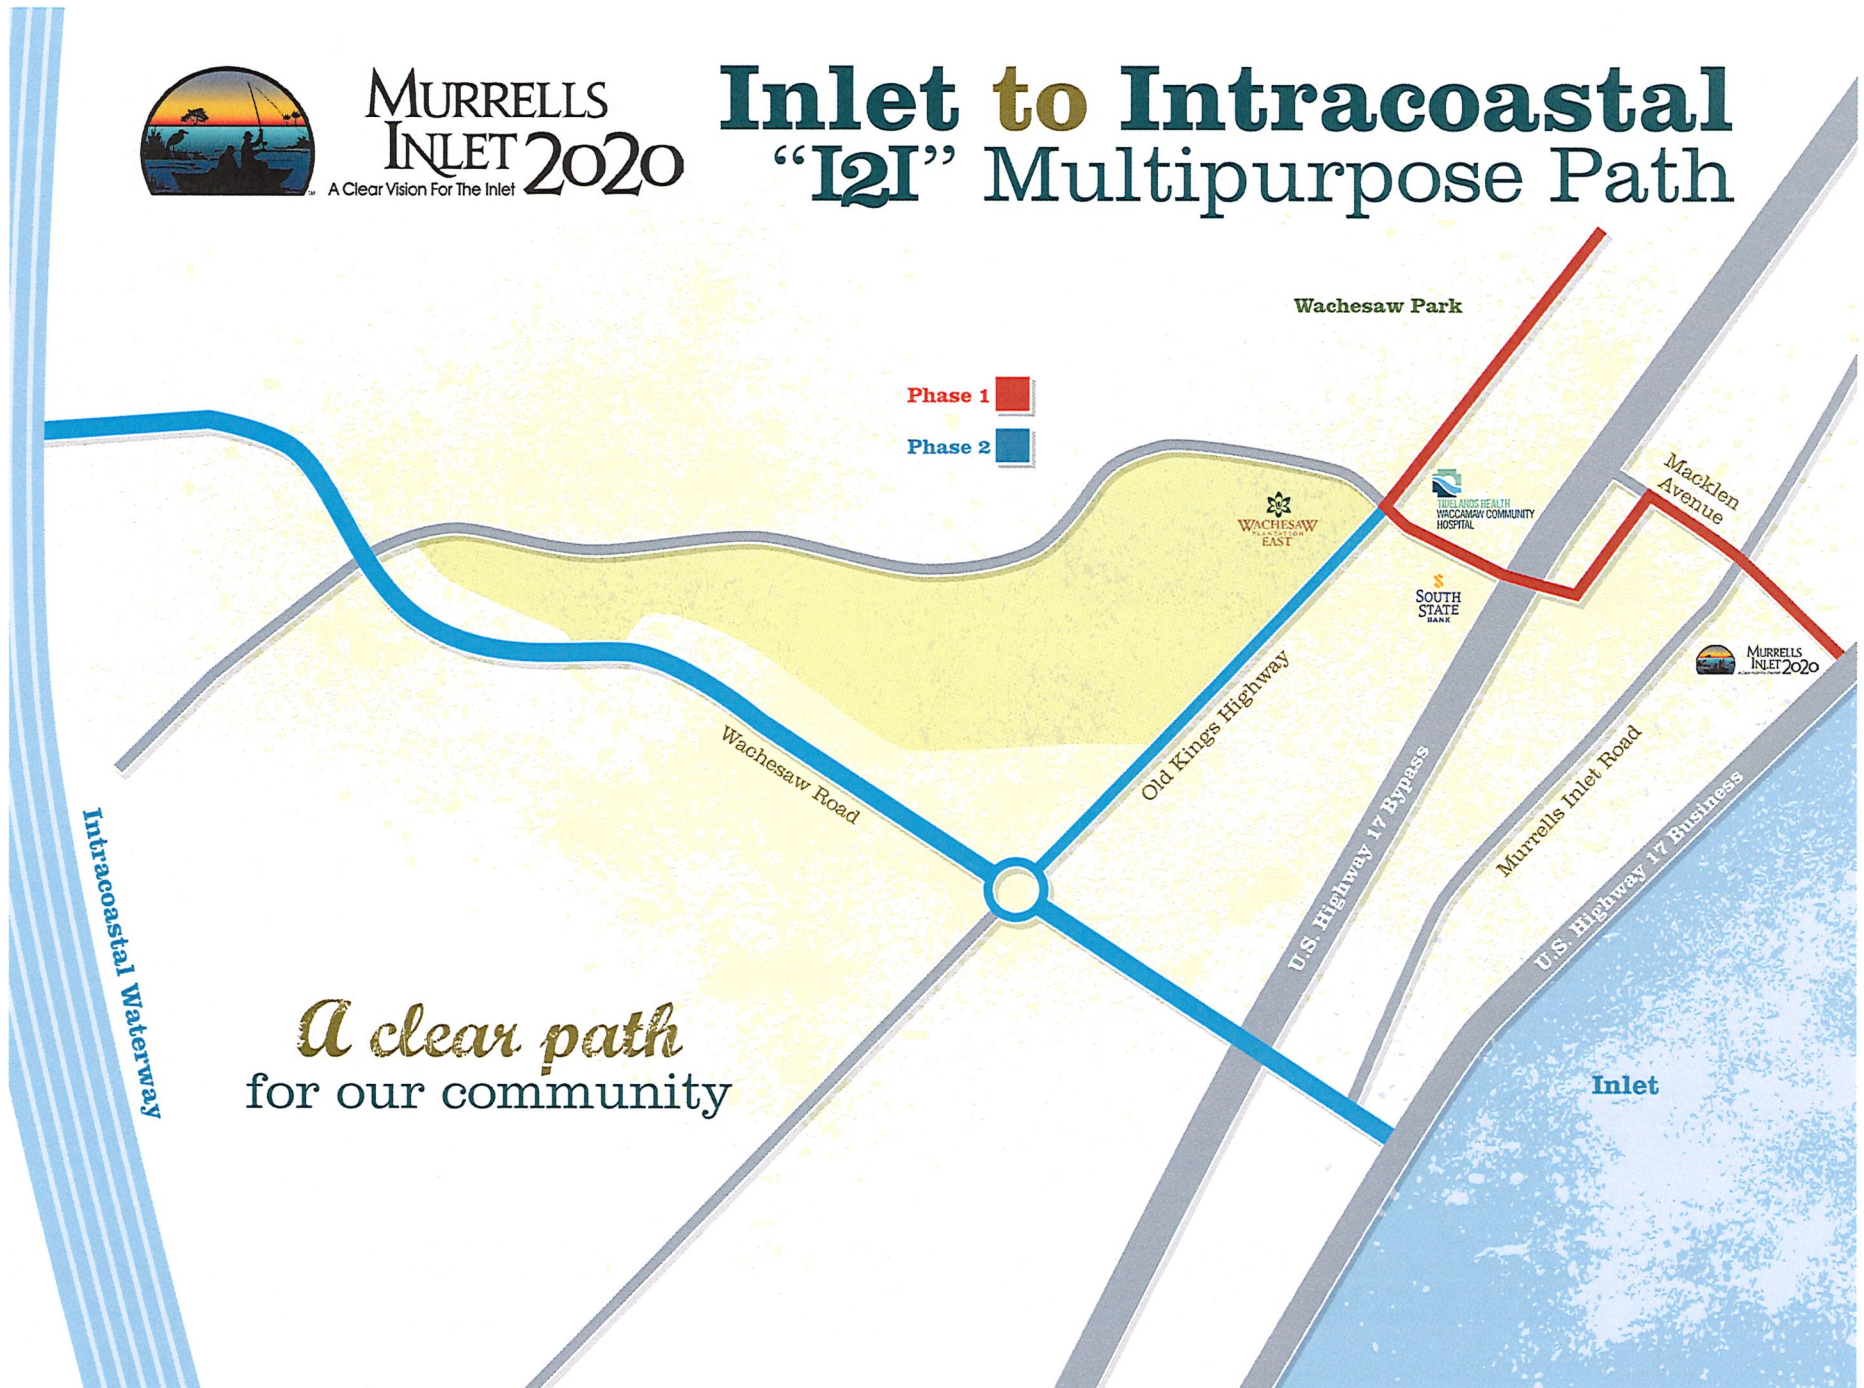 MURRELLS
INLET 2020
A Clear Vision For The Inlet
Inlet to Intracoastal
“I2I” Multipurpose Path
Wachesaw Park
Phase 1
Phase 2
Macklen
Avenue
TIDELANDS HEALTH
WACCAMAW COMMUNITY
HOSPITAL
WACHESAW
PLANTATION
EAST
$
SOUTH
STATE
BANK
MURRELLS
INLET 2020
Old Kings Highway
Wachesaw Road
U.S. Highway 17 Bypass
Murrells Inlet Road
U.S. Highway 17 Business
Intracoastal Waterway
A clear path
for our community
Inlet